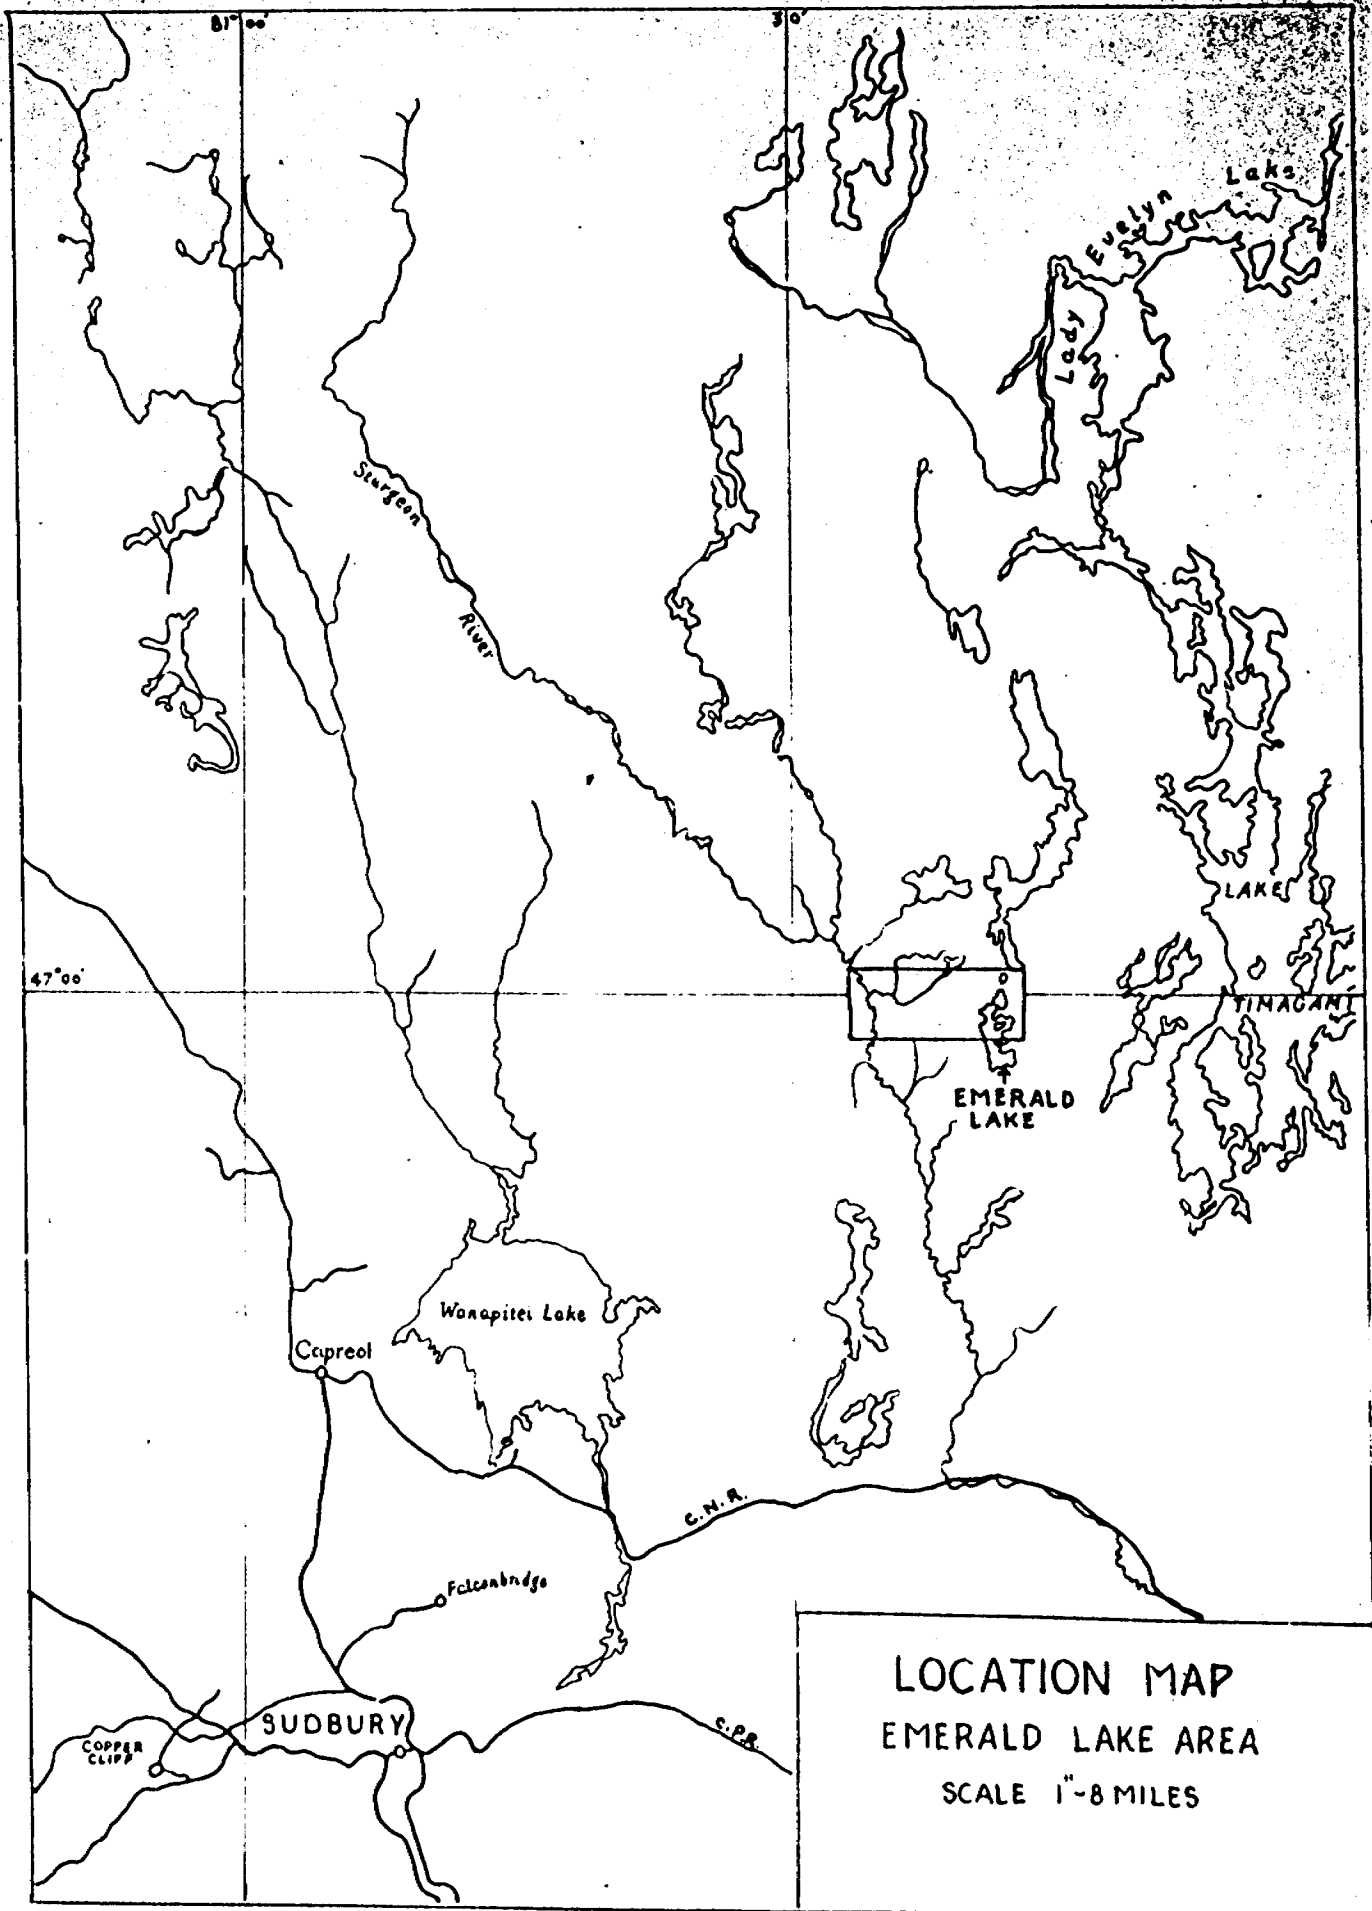 81°00'
30'
Lady Evelyn Lake
Sturgeon
River
LAKE
47°00'
TIMAGAMI
EMERALD
LAKE
Wanapitei Lake
Capreol
C.N.R.
Falconbridge
SUDBURY
COPPER
CLIFF
C.P.R.
LOCATION MAP
EMERALD LAKE AREA
SCALE 1"-8 MILES